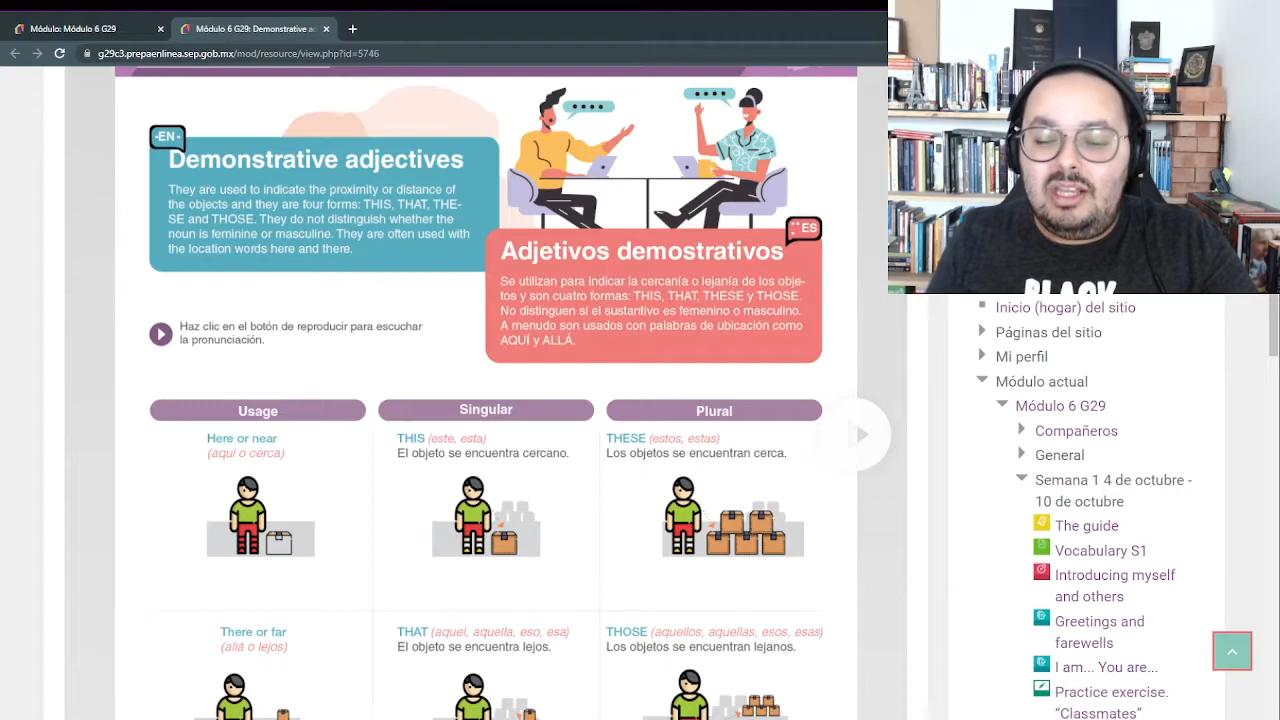 Módulo: Módulo 6 G29
Módulo 6 G29: Demonstrative ac
g29c3.prepaenlinea.sep.gob.mx/mod/resource/view.php?id=5746
-EN-
Demonstrative adjectives
They are used to indicate the proximity or distance of
the objects and they are four forms: THIS, THAT, THE-
SE and THOSE. They do not distinguish whether the
noun is feminine or masculine. They are often used with
the location words here and there.
ES
Adjetivos demostrativos
Se utilizan para indicar la cercanía o lejanía de los obje-
tos y son cuatro formas: THIS, THAT, THESE y THOSE.
No distinguen si el sustantivo es femenino o masculino.
A menudo son usados con palabras de ubicación como
AQUÍ y ALLÁ.
Haz clic en el botón de reproducir para escuchar
la pronunciación.
Usage
Singular
Plural
Here or near
(aquí o cerca)
THIS (este, esta)
El objeto se encuentra cercano.
THESE (estos, estas)
Los objetos se encuentran cerca.
There or far
(allá o lejos)
THAT (aquel, aquella, eso, esa)
El objeto se encuentra lejos.
THOSE (aquellos, aquellas, esos, esas)
Los objetos se encuentran lejanos.
BLACK
Inicio (hogar) del sitio
Páginas del sitio
Mi perfil
Módulo actual
Módulo 6 G29
Compañeros
General
Semana 1 4 de octubre -
10 de octubre
The guide
Vocabulary S1
Introducing myself
and others
Greetings and
farewells
I am... You are...
Practice exercise.
“Classmates”